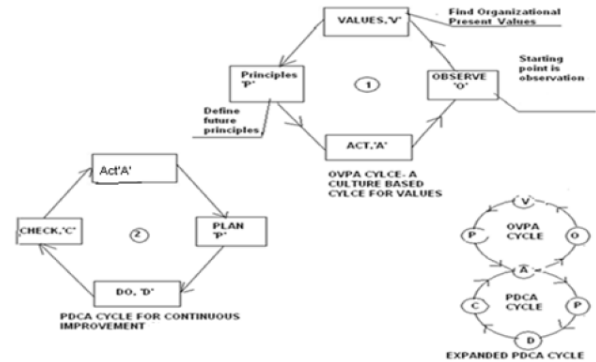 VALUES,'V'
Find Organizational
Present Values
Principles
'P'
1
OBSERVE
'O'
Starting
point is
observation
Define
future
principles
ACT,'A'
OVPA CYLCE- A
CULTURE BASED
CYLCE FOR VALUES
Act'A'
CHECK,'C'
2
PLAN
'P'
DO, 'D'
PDCA CYCLE FOR CONTINUOUS
IMPROVEMENT
V
P
OVPA
CYCLE
O
A
C
PDCA
CYCLE
P
D
EXPANDED PDCA CYCLE